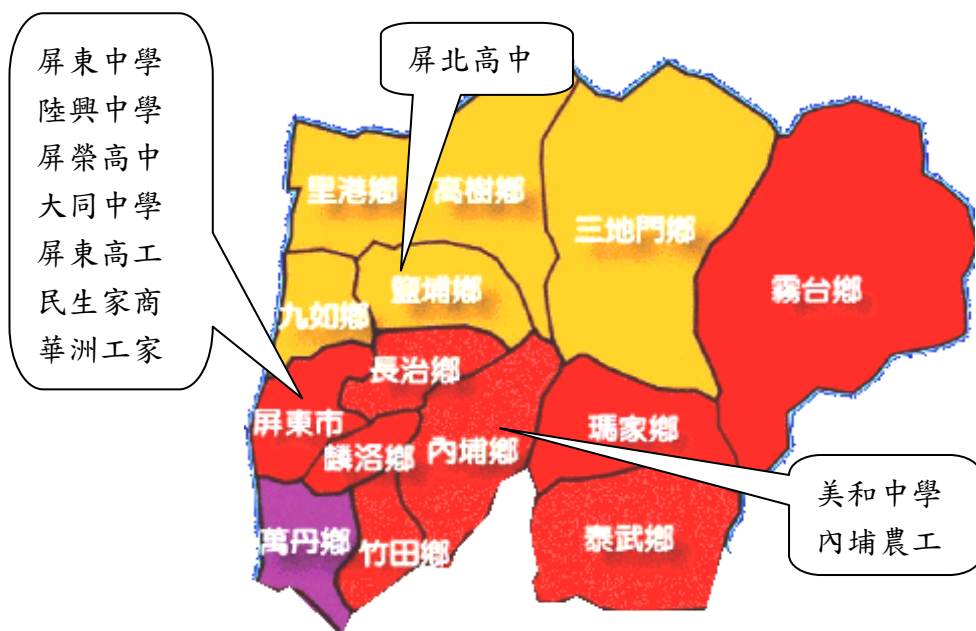 屏東中學
陸興中學
屏榮高中
大同中學
屏東高工
民生家商
華洲工家
屏北高中
里港鄉
高樹鄉
三地門鄉
霧台鄉
鹽埔鄉
九如鄉
長治鄉
屏東市
麟洛鄉
內埔鄉
瑪家鄉
萬丹鄉
竹田鄉
泰武鄉
美和中學
內埔農工